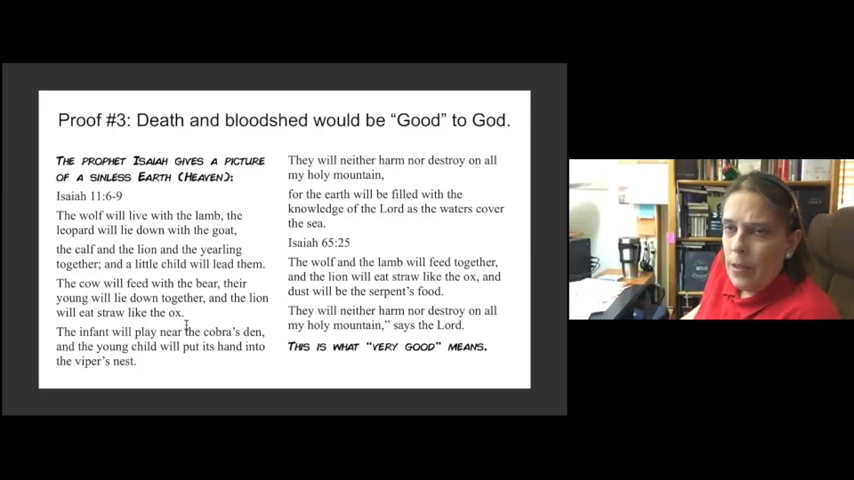 Proof #3: Death and bloodshed would be “Good” to God.
The prophet Isaiah gives a picture
of a sinless Earth (Heaven):
Isaiah 11:6-9
The wolf will live with the lamb, the
leopard will lie down with the goat,
the calf and the lion and the yearling
together; and a little child will lead them.
The cow will feed with the bear, their
young will lie down together, and the lion
will eat straw like the ox.
The infant will play near the cobra’s den,
and the young child will put its hand into
the viper’s nest.
They will neither harm nor destroy on all
my holy mountain,
for the earth will be filled with the
knowledge of the Lord as the waters cover
the sea.
Isaiah 65:25
The wolf and the lamb will feed together,
and the lion will eat straw like the ox, and
dust will be the serpent’s food.
They will neither harm nor destroy on all
my holy mountain,” says the Lord.
This is what “very good” means.